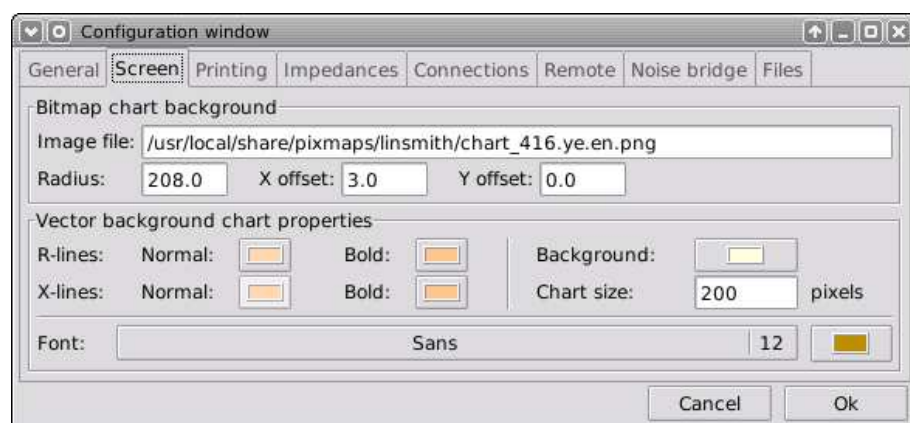 Configuration window
General Screen Printing Impedances Connections Remote Noise bridge Files
Bitmap chart background
Image file: /usr/local/share/pixmaps/linsmith/chart_416.ye.en.png
Radius: 208.0 X offset: 3.0 Y offset: 0.0
Vector background chart properties
R-lines: Normal: Bold: Background:
X-lines: Normal: Bold: Chart size: 200 pixels
Font: Sans 12
Cancel Ok